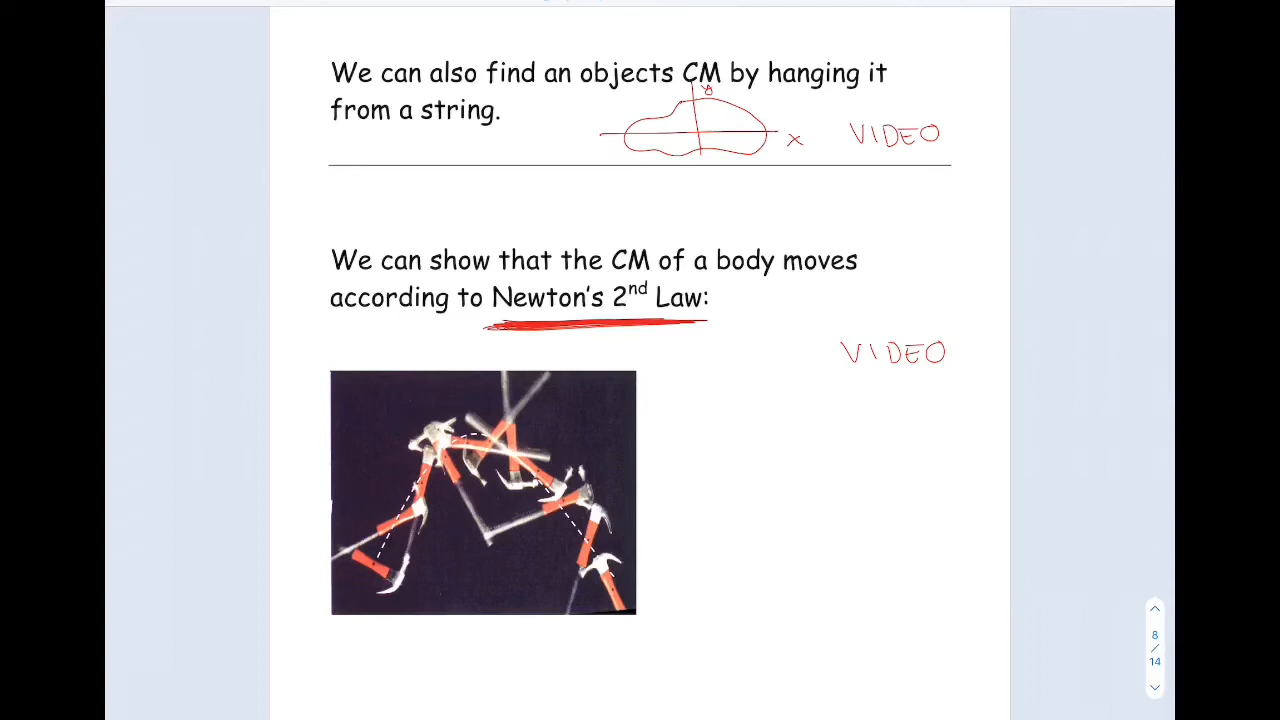 We can also find an objects CM by hanging it
from a string.
y
x
VIDEO
We can show that the CM of a body moves
according to Newton's 2nd Law:
VIDEO
8
/
14